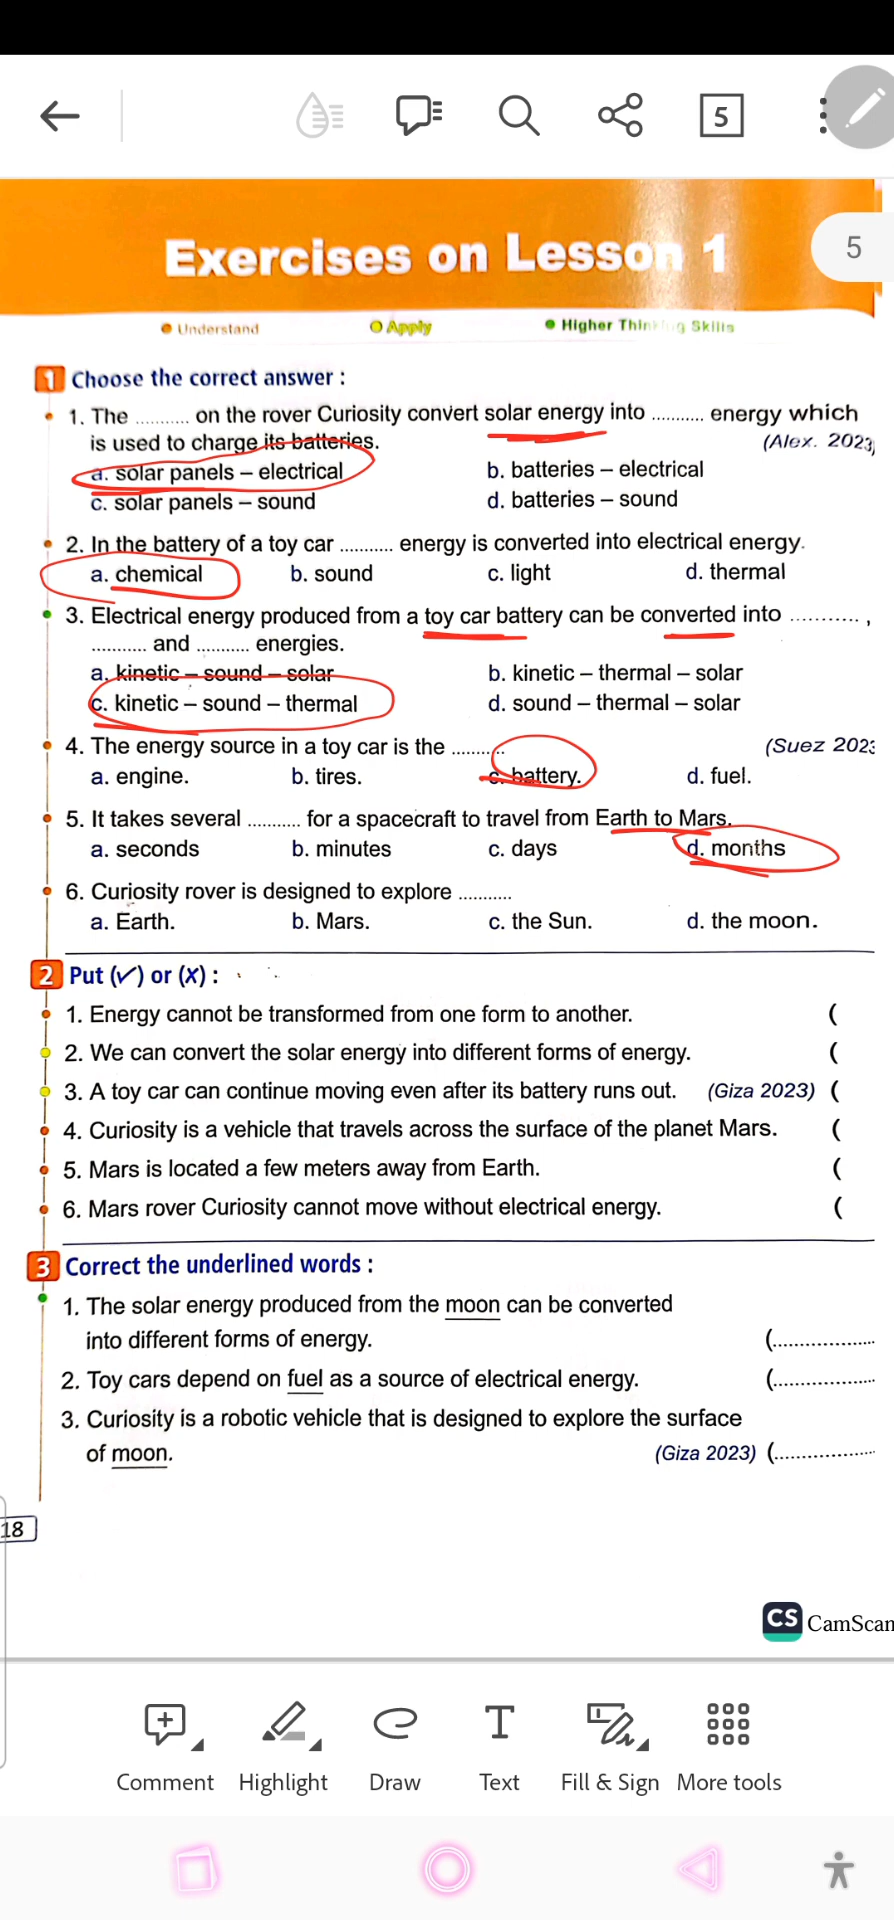 5
5
Exercises on Lesson 1
Understand
Apply
Higher Thinking Skills
1 Choose the correct answer :
1. The .......... on the rover Curiosity convert solar energy into .......... energy which
is used to charge its batteries. (Alex. 2023)
a. solar panels – electrical b. batteries – electrical
c. solar panels – sound d. batteries – sound
2. In the battery of a toy car .......... energy is converted into electrical energy.
a. chemical b. sound c. light d. thermal
3. Electrical energy produced from a toy car battery can be converted into .......... ,
.......... and .......... energies.
a. kinetic – sound – solar b. kinetic – thermal – solar
c. kinetic – sound – thermal d. sound – thermal – solar
4. The energy source in a toy car is the .......... (Suez 2023
a. engine. b. tires. c. battery. d. fuel.
5. It takes several .......... for a spacecraft to travel from Earth to Mars.
a. seconds b. minutes c. days d. months
6. Curiosity rover is designed to explore ..........
a. Earth. b. Mars. c. the Sun. d. the moon.
2 Put (✓) or (X) :
1. Energy cannot be transformed from one form to another. (
2. We can convert the solar energy into different forms of energy. (
3. A toy car can continue moving even after its battery runs out. (Giza 2023) (
4. Curiosity is a vehicle that travels across the surface of the planet Mars. (
5. Mars is located a few meters away from Earth. (
6. Mars rover Curiosity cannot move without electrical energy. (
3 Correct the underlined words :
1. The solar energy produced from the moon can be converted
into different forms of energy. (..................
2. Toy cars depend on fuel as a source of electrical energy. (..................
3. Curiosity is a robotic vehicle that is designed to explore the surface
of moon. (Giza 2023) (..................
18
CS CamScan
Comment Highlight Draw Text Fill & Sign More tools